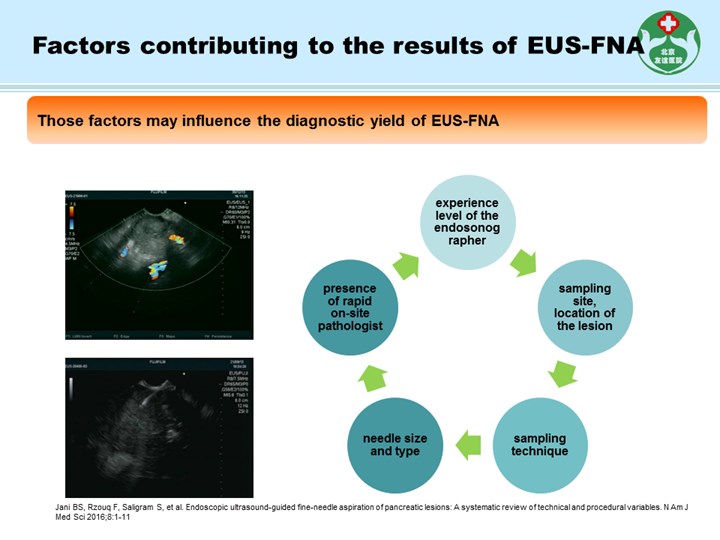 Factors contributing to the results of EUS-FNA
北京
友谊医院
Those factors may influence the diagnostic yield of EUS-FNA
experience
level of the
endosonog
rapher
sampling
site,
location of
the lesion
sampling
technique
needle size
and type
presence
of rapid
on-site
pathologist
FUJIFILM
FUJIFILM
Jani BS, Rzouq F, Saligram S, et al. Endoscopic ultrasound-guided fine-needle aspiration of pancreatic lesions: A systematic review of technical and procedural variables. N Am J
Med Sci 2016;8:1-11